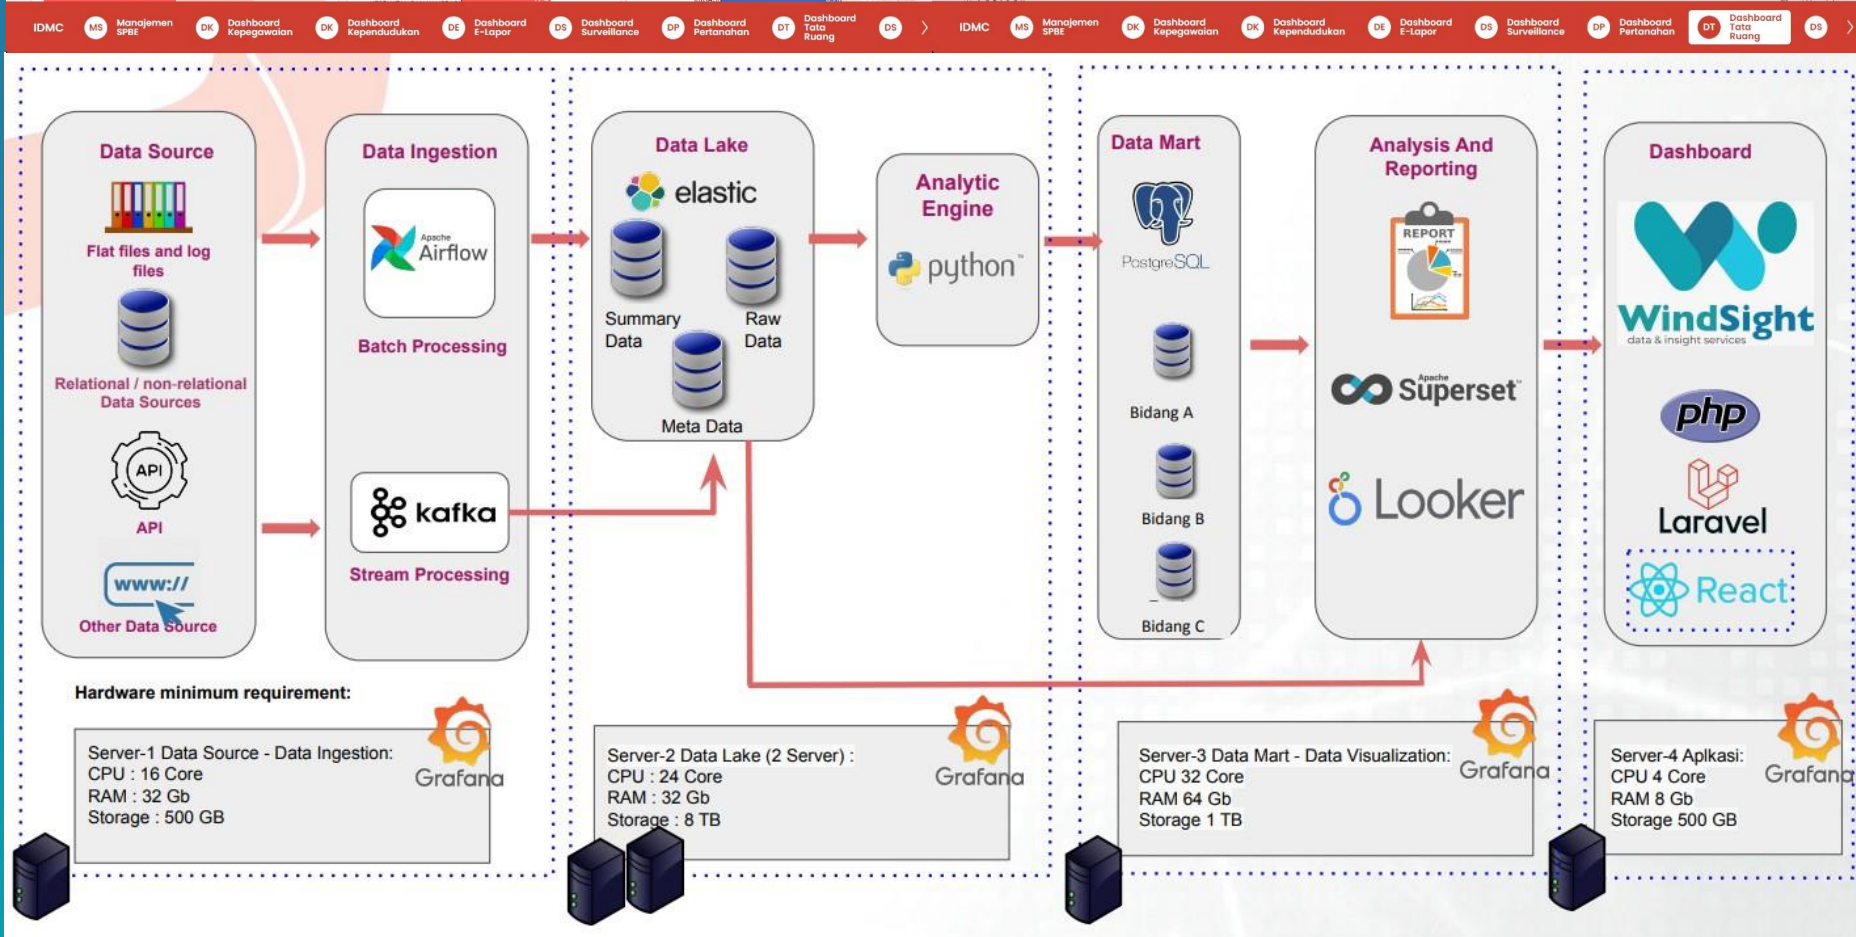 IDMC
MS
Manajemen
SPBE
DK
Dashboard
Kepegawaian
DK
Dashboard
Kependudukan
DE
Dashboard
E-Lapor
DS
Dashboard
Surveillance
DP
Dashboard
Pertanahan
DT
Dashboard
Tata
Ruang
DS
IDMC
MS
Manajemen
SPBE
DK
Dashboard
Kepegawaian
DK
Dashboard
Kependudukan
DE
Dashboard
E-Lapor
DS
Dashboard
Surveillance
DP
Dashboard
Pertanahan
DT
Dashboard
Tata
Ruang
DS
Data Source
Flat files and log
files
Relational / non-relational
Data Sources
API
API
www://
Other Data Source
Data Ingestion
Apache
Airflow
Batch Processing
kafka
Stream Processing
Data Lake
elastic
Summary
Data
Raw
Data
Meta Data
Analytic
Engine
python
Data Mart
PostgreSQL
Bidang A
Bidang B
Bidang C
Analysis And
Reporting
REPORT
Apache
Superset
Looker
Dashboard
WindSight
data & insight services
php
Laravel
React
Hardware minimum requirement:
Server-1 Data Source - Data Ingestion:
CPU : 16 Core
RAM : 32 Gb
Storage : 500 GB
Grafana
Server-2 Data Lake (2 Server) :
CPU : 24 Core
RAM : 32 Gb
Storage : 8 TB
Grafana
Server-3 Data Mart - Data Visualization:
CPU 32 Core
RAM 64 Gb
Storage 1 TB
Grafana
Server-4 Aplkasi:
CPU 4 Core
RAM 8 Gb
Storage 500 GB
Grafana